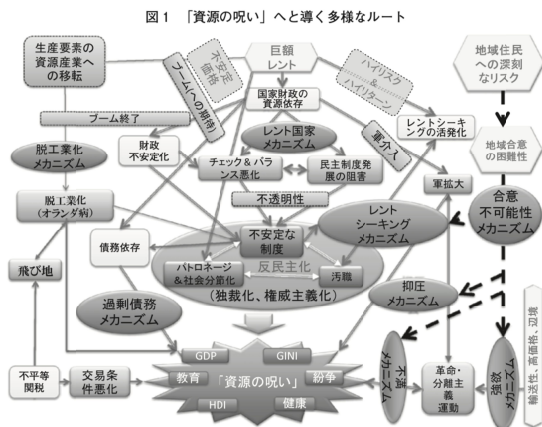 図1 「資源の呪い」へと導く多様なルート
生産要素の
資源産業へ
の移転
不安定
価格
ブーム(への期待)
巨額
レント
ハイリスク
&
ハイリターン
地域住民
への深刻
なリスク
ブーム終了
国家財政の
資源依存
レントシーキ
ングの活発化
脱工業化
メカニズム
財政
不安定化
レント国家
メカニズム
軍介入
地域合意
の困難性
チェック&バラ
ンス悪化
民主制度発
展の阻害
軍拡大
脱工業化
(オランダ病)
不透明性
合意
不可能性
メカニズム
債務依存
不安定な
制度
レント
シーキング
メカニズム
飛び地
反民主化
パトロネージ
&社会分節化
汚職
(独裁化、権威主義化)
過剰債務
メカニズム
抑圧
メカニズム
GDP
GINI
不満
メカニズム
強欲
メカニズム
輸送性、高価格、辺境
不平等
関税
交易条
件悪化
教育
「資源の呪い」
紛争
革命・
分離主
義
運動
HDI
健康